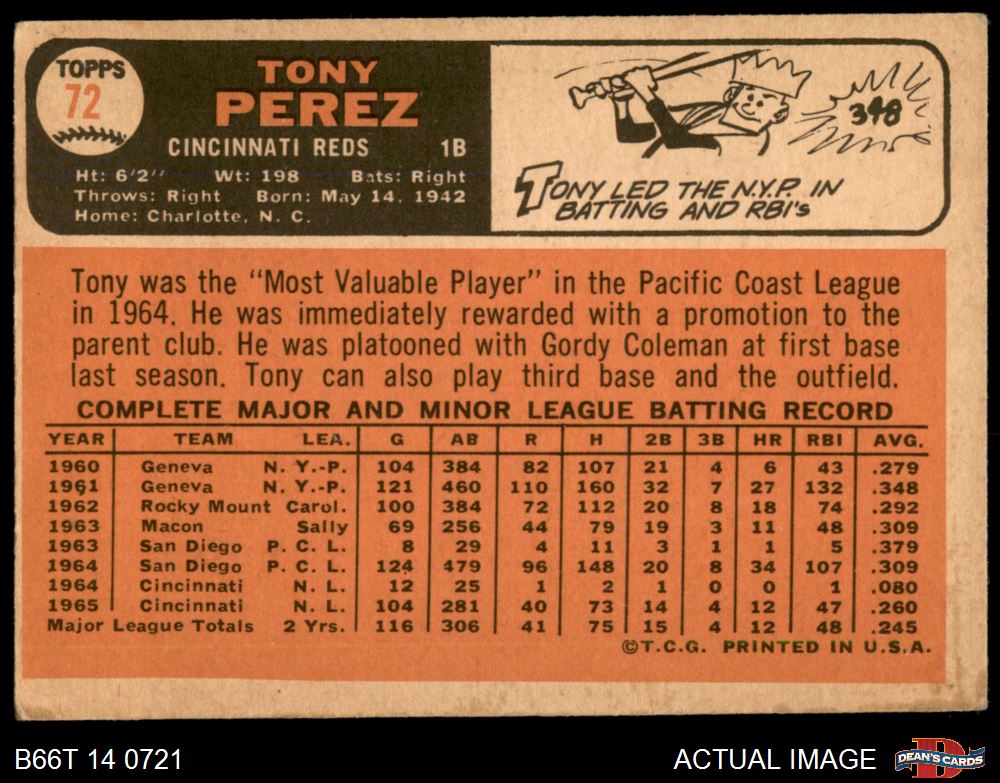 TOPPS
72
TONY
PEREZ
CINCINNATI REDS 1B
Ht: 6'2" Wt: 198 Bats: Right
Throws: Right Born: May 14, 1942
Home: Charlotte, N. C.
348
TONY LED THE N.Y.P. IN
BATTING AND RBI's
Tony was the "Most Valuable Player" in the Pacific Coast League
in 1964. He was immediately rewarded with a promotion to the
parent club. He was platooned with Gordy Coleman at first base
last season. Tony can also play third base and the outfield.
COMPLETE MAJOR AND MINOR LEAGUE BATTING RECORD
YEAR TEAM LEA. G AB R H 2B 3B HR RBI AVG.
1960 Geneva N. Y.-P. 104 384 82 107 21 4 6 43 .279
1961 Geneva N. Y.-P. 121 460 110 160 32 7 27 132 .348
1962 Rocky Mount Carol. 100 384 72 112 20 8 18 74 .292
1963 Macon Sally 69 256 44 79 19 3 11 48 .309
1963 San Diego P. C. L. 8 29 4 11 3 1 1 5 .379
1964 San Diego P. C. L. 124 479 96 148 20 8 34 107 .309
1964 Cincinnati N. L. 12 25 1 2 1 0 0 1 .080
1965 Cincinnati N. L. 104 281 40 73 14 4 12 47 .260
Major League Totals 2 Yrs. 116 306 41 75 15 4 12 48 .245
©T.C.G. PRINTED IN U.S.A.
B66T 14 0721
ACTUAL IMAGE
D
DEAN'S CARDS